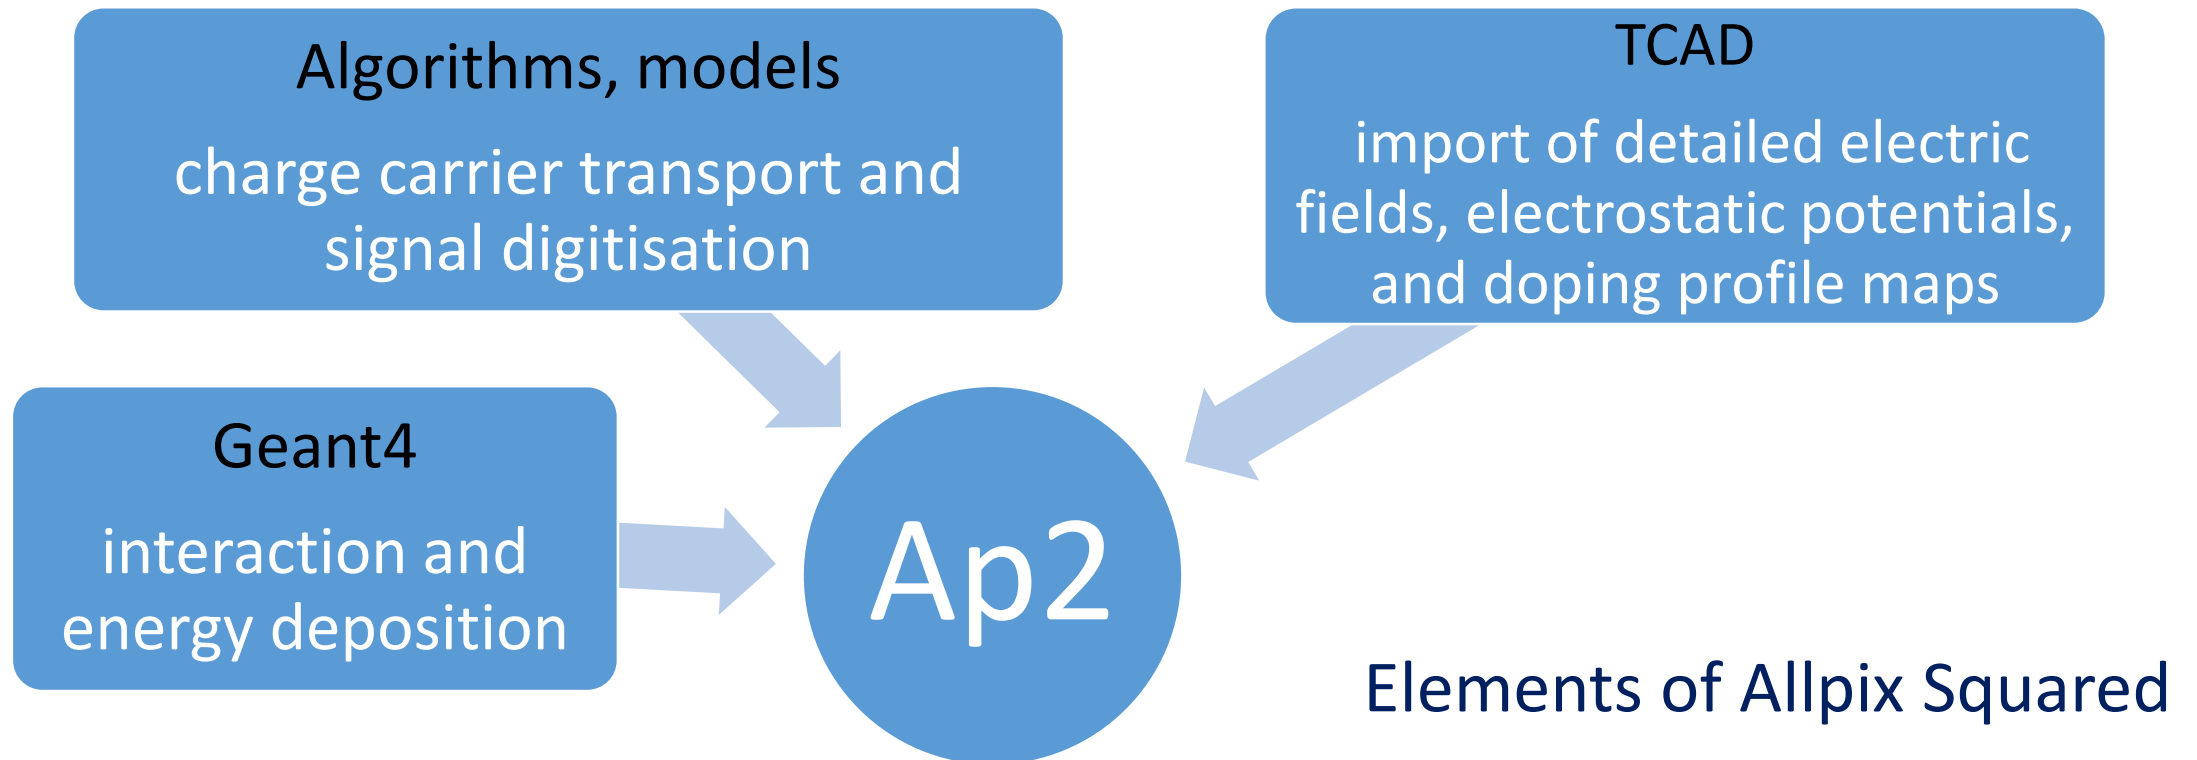 Algorithms, models
charge carrier transport and
signal digitisation
TCAD
import of detailed electric
fields, electrostatic potentials,
and doping profile maps
Geant4
interaction and
energy deposition
Ap2
Elements of Allpix Squared